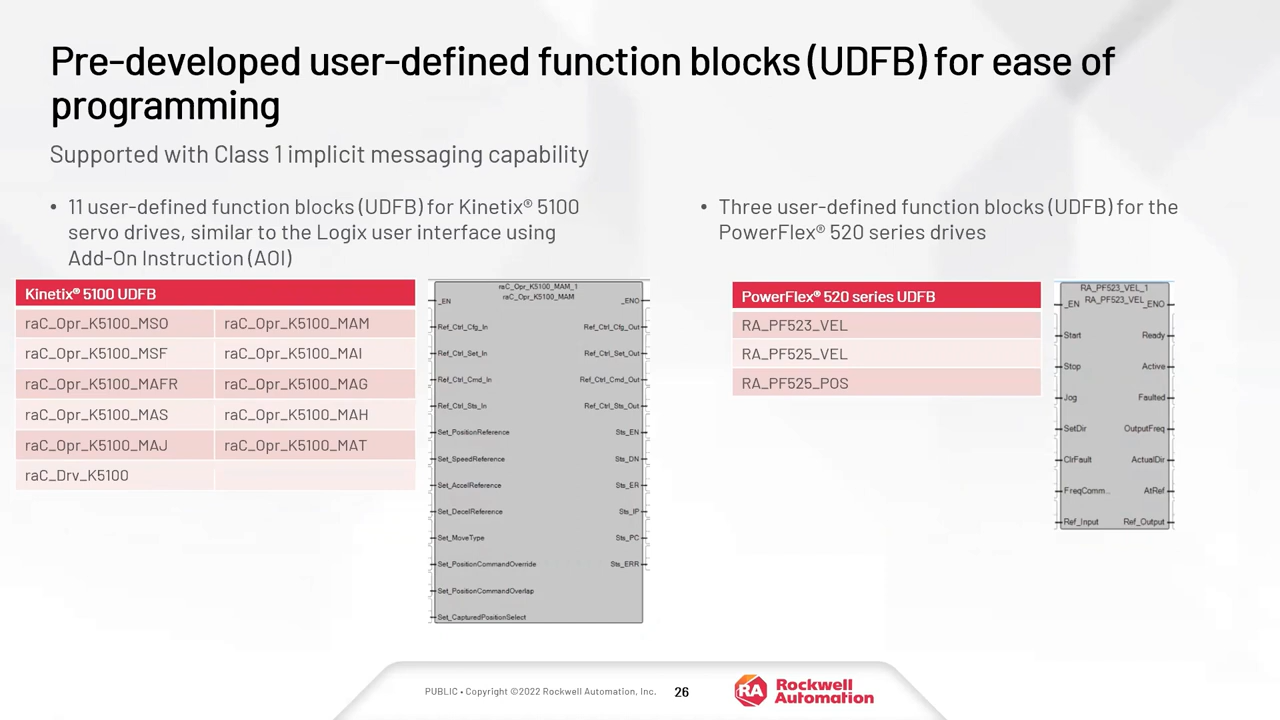 Pre-developed user-defined function blocks (UDFB) for ease of
programming
Supported with Class 1 implicit messaging capability
• 11 user-defined function blocks (UDFB) for Kinetix® 5100
servo drives, similar to the Logix user interface using
Add-On Instruction (AOI)
Kinetix® 5100 UDFB
raC_Opr_K5100_MSO raC_Opr_K5100_MAM
raC_Opr_K5100_MSF raC_Opr_K5100_MAI
raC_Opr_K5100_MAFR raC_Opr_K5100_MAG
raC_Opr_K5100_MAS raC_Opr_K5100_MAH
raC_Opr_K5100_MAJ raC_Opr_K5100_MAT
raC_Drv_K5100
raC_Opr_K5100_MAM_1
raC_Opr_K5100_MAM
_EN _ENO
Ref_Ctrl_Cfg_In Ref_Ctrl_Cfg_Out
Ref_Ctrl_Set_In Ref_Ctrl_Set_Out
Ref_Ctrl_Cmd_In Ref_Ctrl_Cmd_Out
Ref_Ctrl_Sts_In Ref_Ctrl_Sts_Out
Set_PositionReference Sts_EN
Set_SpeedReference Sts_DN
Set_AccelReference Sts_ER
Set_DecelReference Sts_IP
Set_MoveType Sts_PC
Set_PositionCommandOverride Sts_ERR
Set_PositionCommandOverlap
Set_CapturedPositionSelect
• Three user-defined function blocks (UDFB) for the
PowerFlex® 520 series drives
PowerFlex® 520 series UDFB
RA_PF523_VEL
RA_PF525_VEL
RA_PF525_POS
RA_PF523_VEL_1
RA_PF523_VEL
_EN _ENO
Start Ready
Stop Active
Jog Faulted
SetDir OutputFreq
ClrFault ActualDir
FreqComm.. AtRef
Ref_Input Ref_Output
PUBLIC • Copyright ©2022 Rockwell Automation, Inc. 26
RA Rockwell
Automation